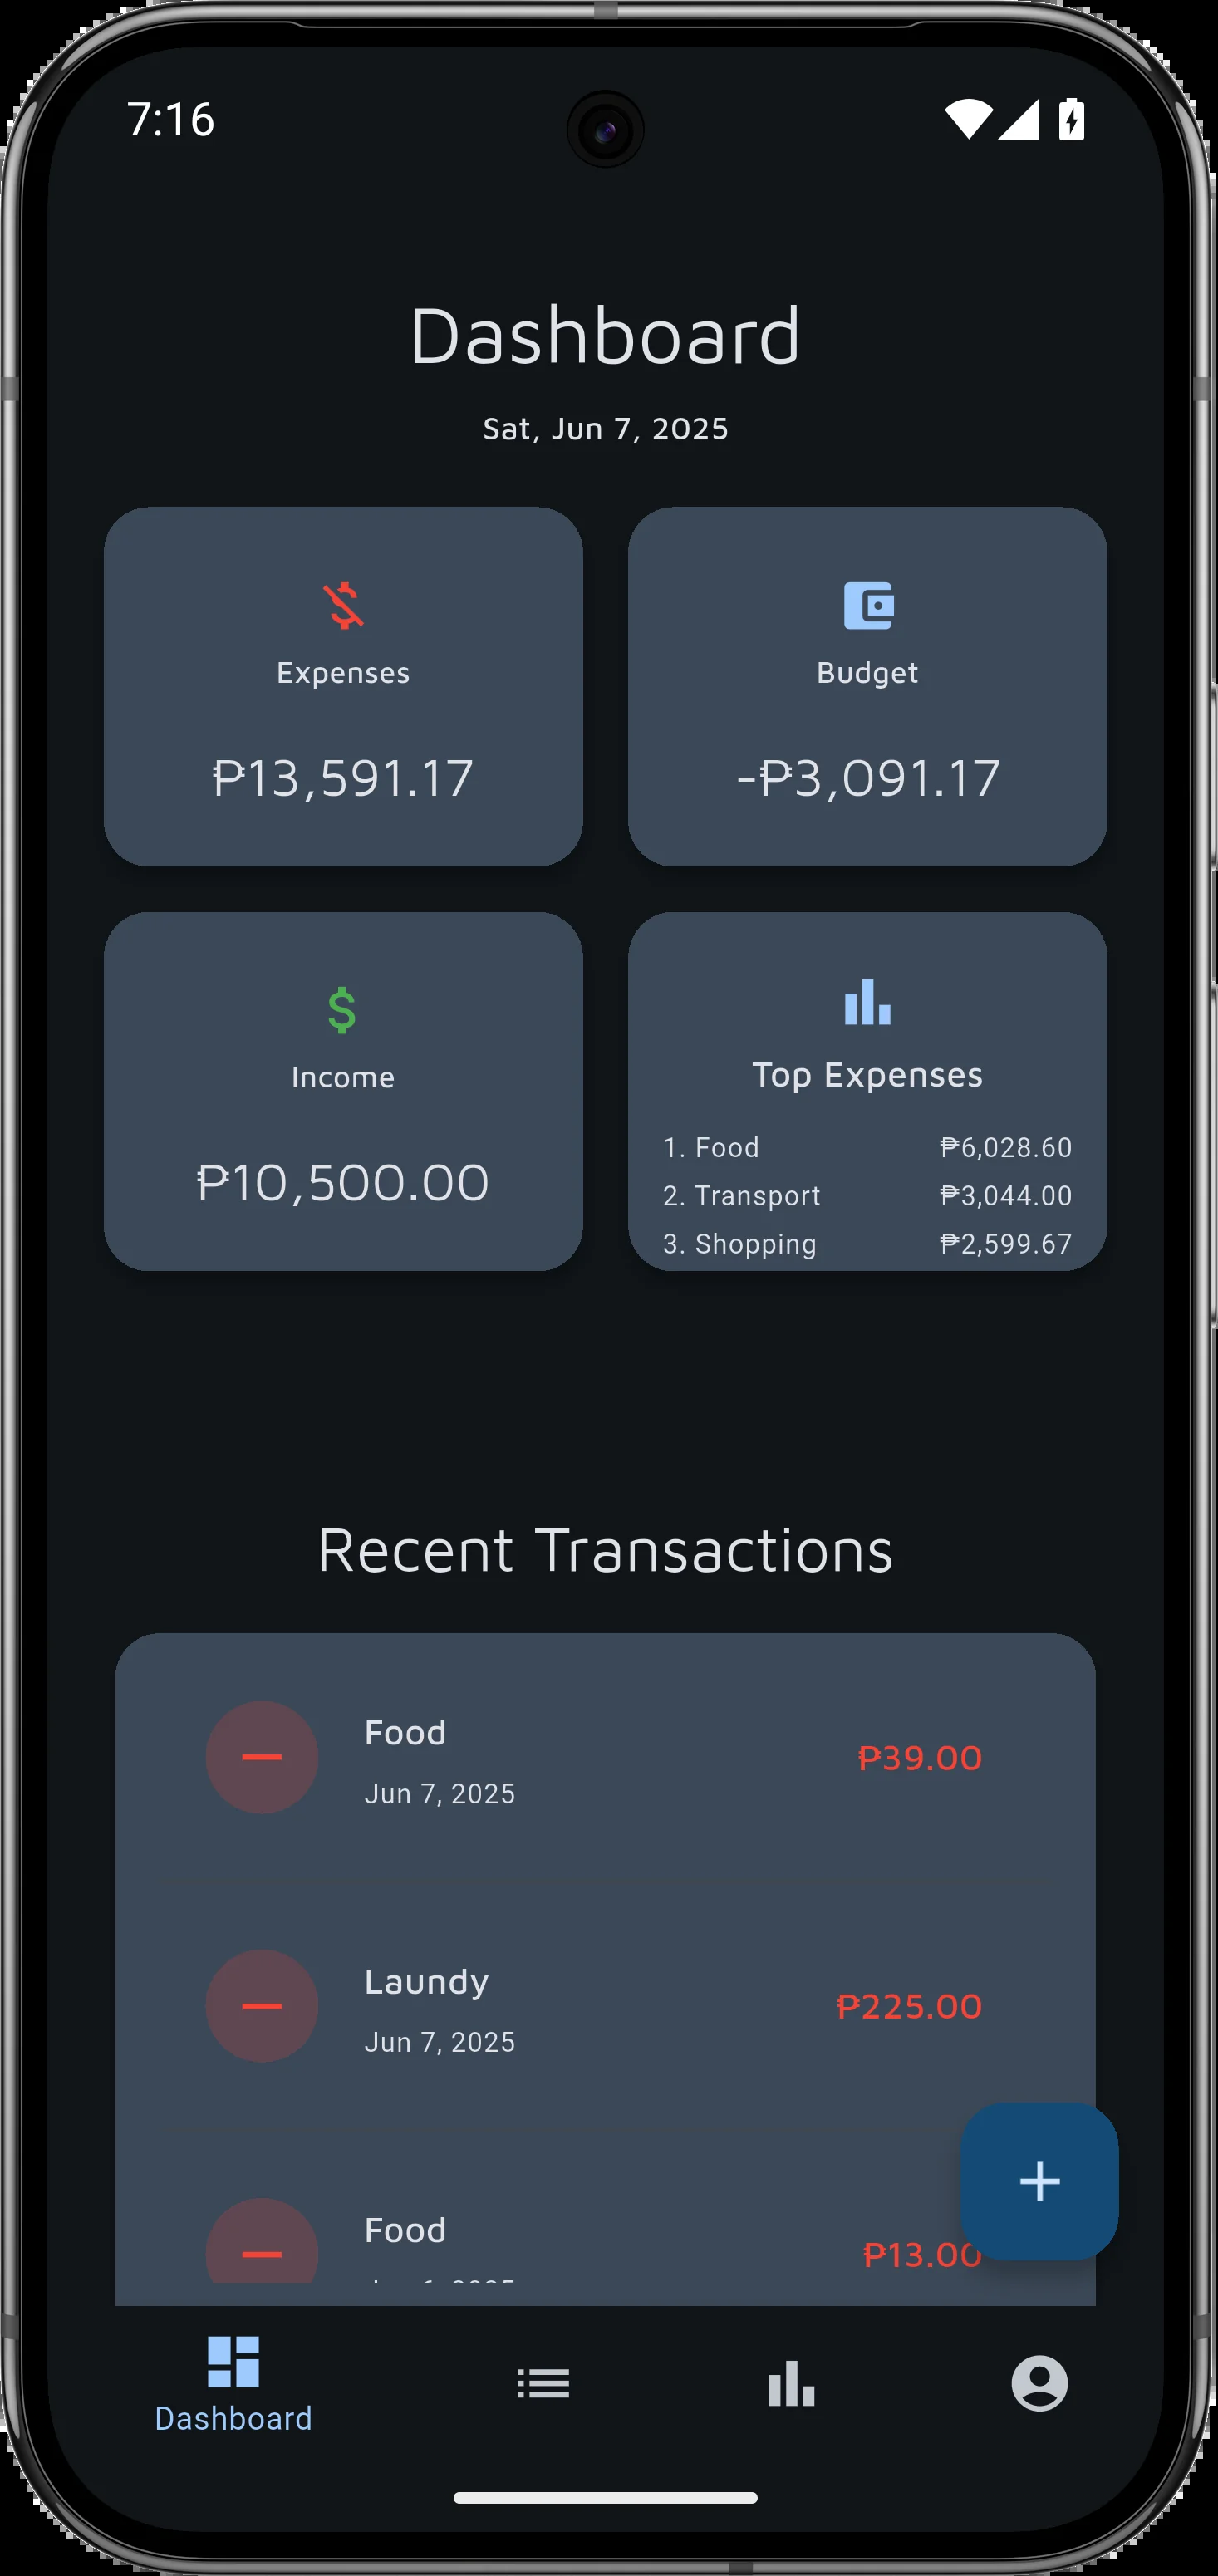 7:16
Dashboard
Sat, Jun 7, 2025
Expenses
₱13,591.17
Budget
-₱3,091.17
Income
₱10,500.00
Top Expenses
1. Food ₱6,028.60
2. Transport ₱3,044.00
3. Shopping ₱2,599.67
Recent Transactions
Food
₱39.00
Jun 7, 2025
Laundy
₱225.00
Jun 7, 2025
Food
₱13.00
Dashboard